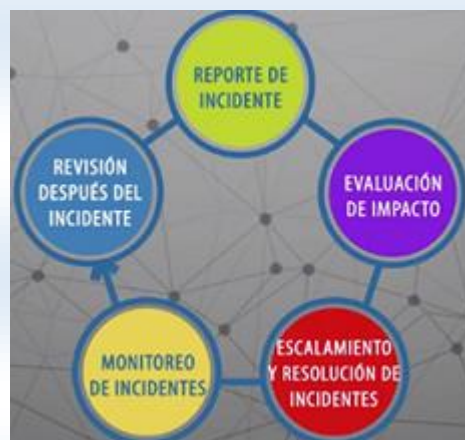 REPORTE DE
INCIDENTE
EVALUACIÓN
DE IMPACTO
ESCALAMIENTO
Y RESOLUCIÓN DE
INCIDENTES
MONITOREO
DE INCIDENTES
REVISIÓN
DESPUÉS DEL
INCIDENTE